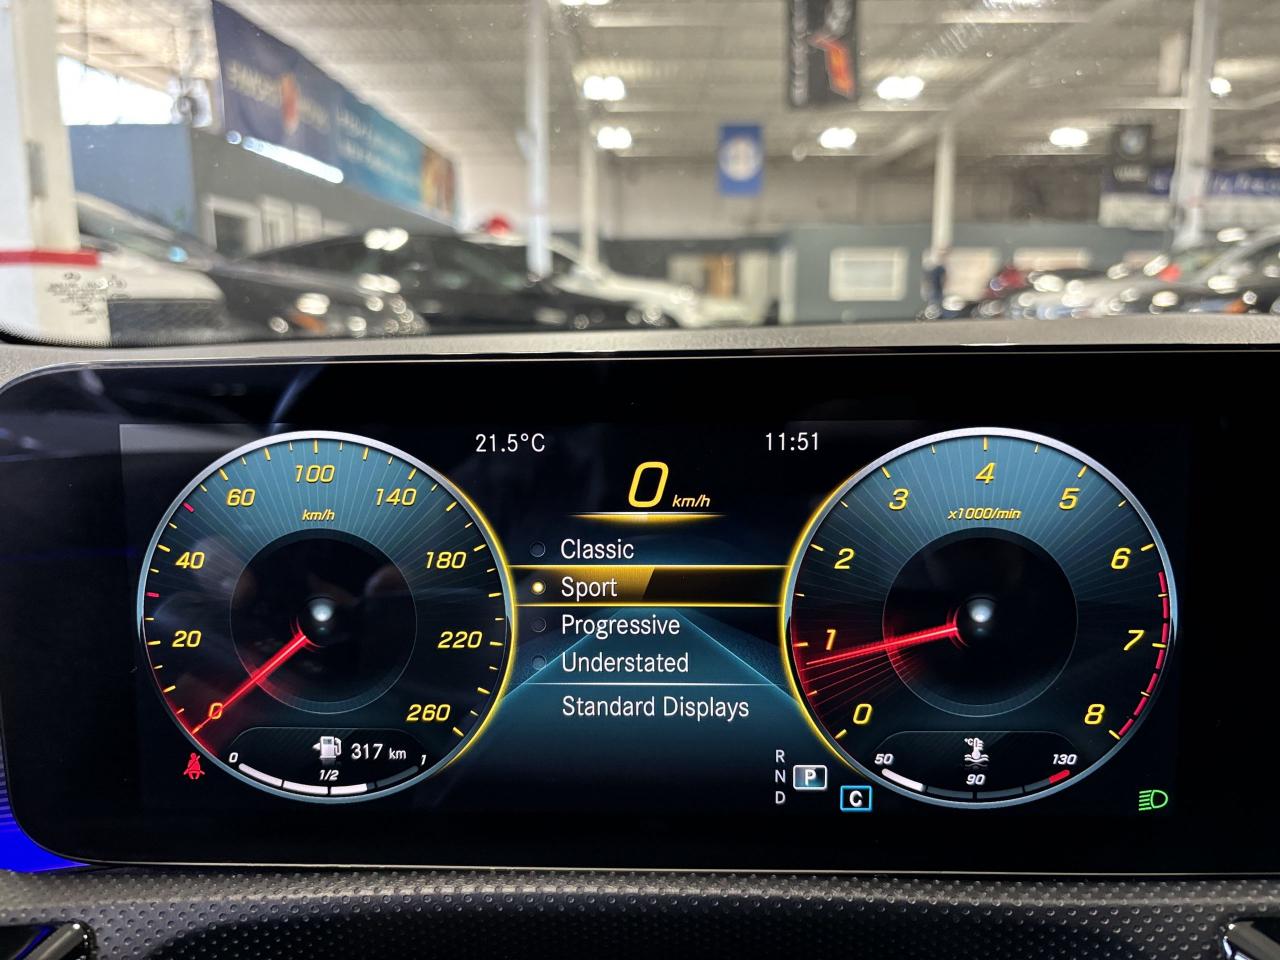 21.5°C
11:51
0 km/h
Classic
Sport
Progressive
Understated
Standard Displays
0
20
40
60
100
140
180
220
260
km/h
317 km
0
1/2
1
0
1
2
3
4
5
6
7
8
x1000/min
°C
50
90
130
R
N
D
P
C